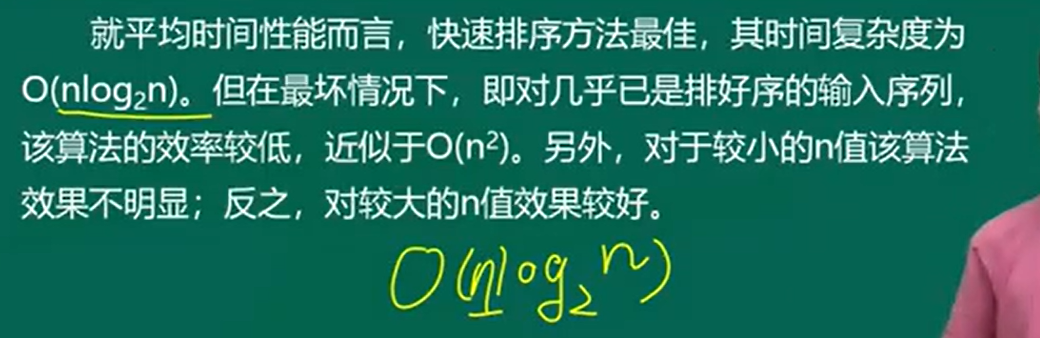 就平均时间性能而言，快速排序方法最佳，其时间复杂度为
O(nlog₂n)。但在最坏情况下，即对几乎已是排好序的输入序列，
该算法的效率较低，近似于O(n²)。另外，对于较小的n值该算法
效果不明显；反之，对较大的n值效果较好。
O(nlog₂n)